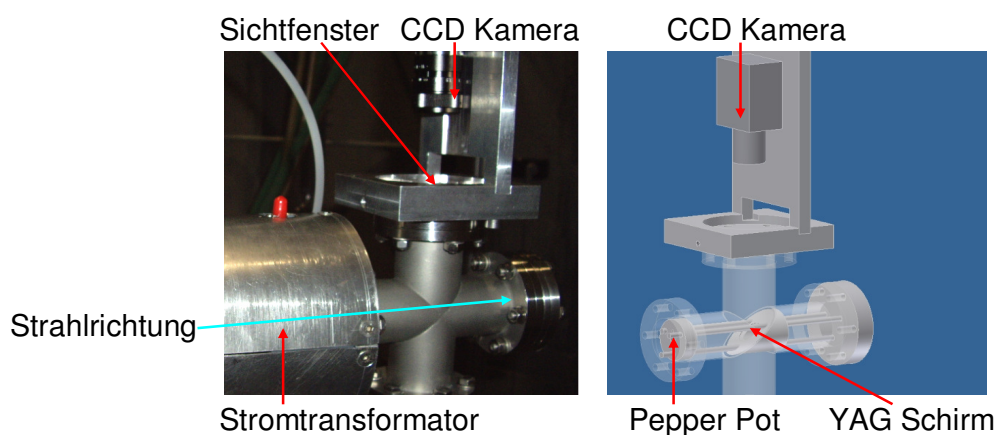 Sichtfenster CCD Kamera CCD Kamera
Strahlrichtung
Stromtransformator Pepper Pot YAG Schirm